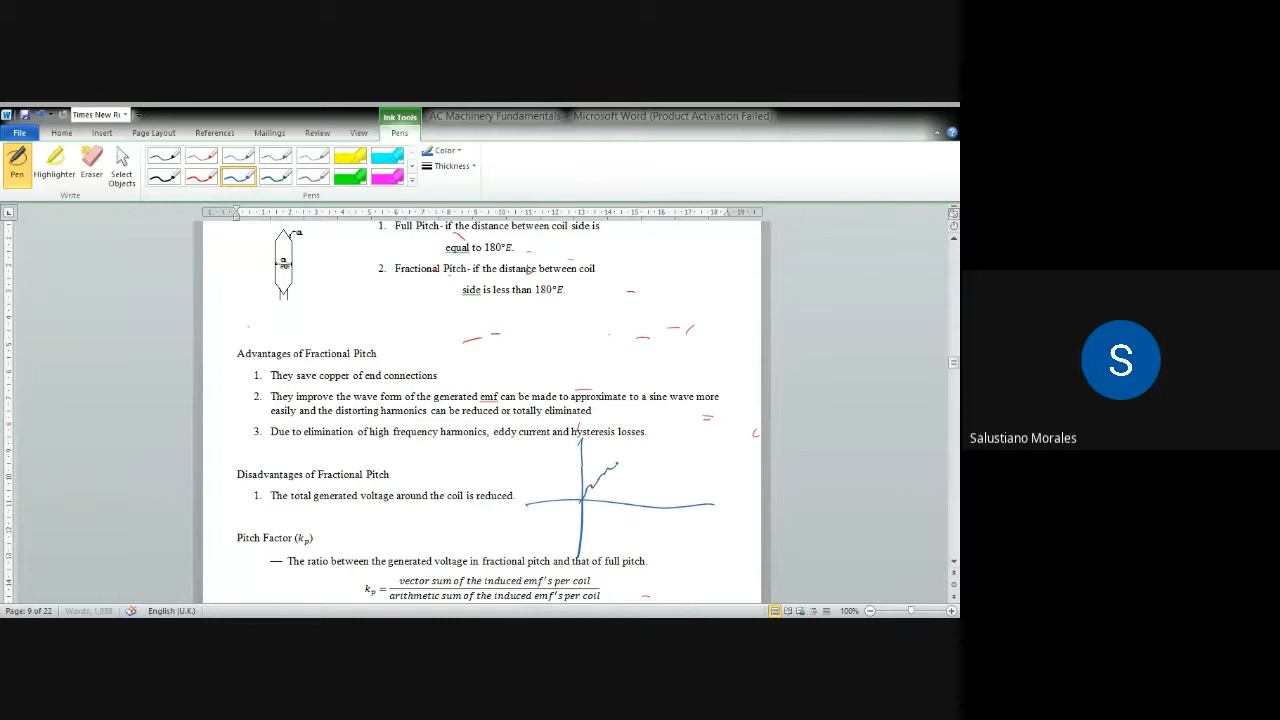 Times New R
Ink Tools
AC Machinery Fundamentals - Microsoft Word (Product Activation Failed)
File
Home
Insert
Page Layout
References
Mailings
Review
View
Pens
Pen
Highlighter
Eraser
Select Objects
Color
Thickness
Write
Pens
1. Full Pitch- if the distance between coil side is
equal to 180°E.
2. Fractional Pitch- if the distance between coil
side is less than 180°E.
Advantages of Fractional Pitch
1. They save copper of end connections
2. They improve the wave form of the generated emf can be made to approximate to a sine wave more
easily and the distorting harmonics can be reduced or totally eliminated
3. Due to elimination of high frequency harmonics, eddy current and hysteresis losses.
Disadvantages of Fractional Pitch
1. The total generated voltage around the coil is reduced.
Pitch Factor (kp)
— The ratio between the generated voltage in fractional pitch and that of full pitch.
kp = vector sum of the induced emf's per coil
arithmetic sum of the induced emf's per coil
Page: 9 of 22
Words: 1,988
English (U.K.)
100%
S
Salustiano Morales